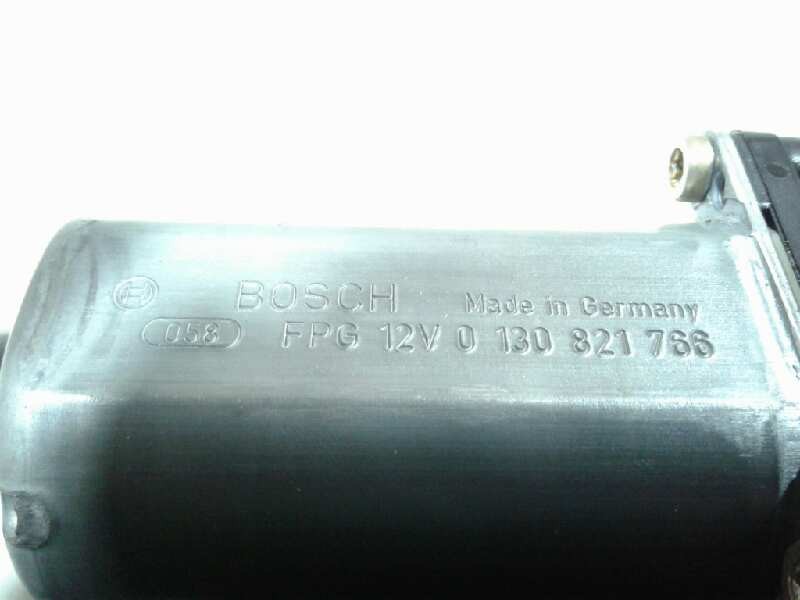 BOSCH Made in Germany
058 FPG 12V 0 130 821 766